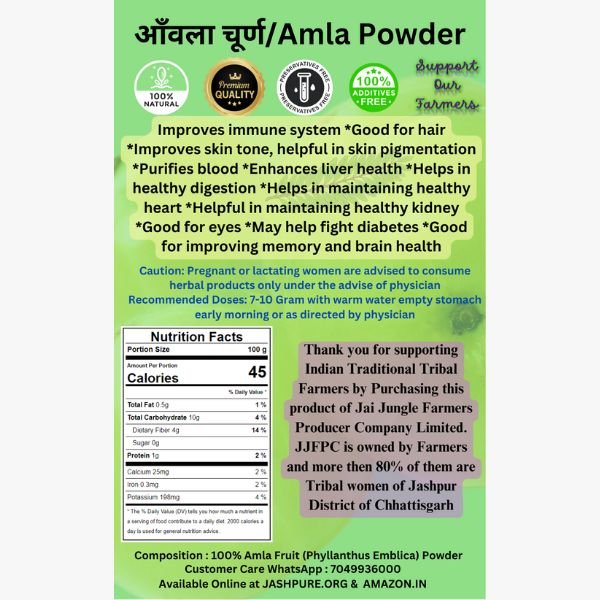 आँवला चूर्ण/Amla Powder
100%
NATURAL
Premium
QUALITY
PRESERVATIVES FREE
PRESERVATIVES FREE
100%
ADDITIVES
FREE
Support
Our
Farmers
Improves immune system *Good for hair
*Improves skin tone, helpful in skin pigmentation
*Purifies blood *Enhances liver health *Helps in
healthy digestion *Helps in maintaining healthy
heart *Helpful in maintaining healthy kidney
*Good for eyes *May help fight diabetes *Good
for improving memory and brain health
Caution: Pregnant or lactating women are advised to consume
herbal products only under the advise of physician
Recommended Doses: 7-10 Gram with warm water empty stomach
early morning or as directed by physician
Nutrition Facts
Portion Size 100 g
Amount Per Portion
Calories 45
% Daily Value *
Total Fat 0.5g 1 %
Total Carbohydrate 10g 4 %
Dietary Fiber 4g 14 %
Sugar 0g
Protein 1g 2 %
Calcium 25mg 2 %
Iron 0.3mg 2 %
Potassium 198mg 4 %
* The % Daily Value (DV) tells you how much a nutrient in
a serving of food contribute to a daily diet. 2000 calories a
day is used for general nutrition advice.
Thank you for supporting
Indian Traditional Tribal
Farmers by Purchasing this
product of Jai Jungle Farmers
Producer Company Limited.
JJFPC is owned by Farmers
and more then 80% of them are
Tribal women of Jashpur
District of Chhattisgarh
Composition : 100% Amla Fruit (Phyllanthus Emblica) Powder
Customer Care WhatsApp : 7049936000
Available Online at JASHPURE.ORG & AMAZON.IN